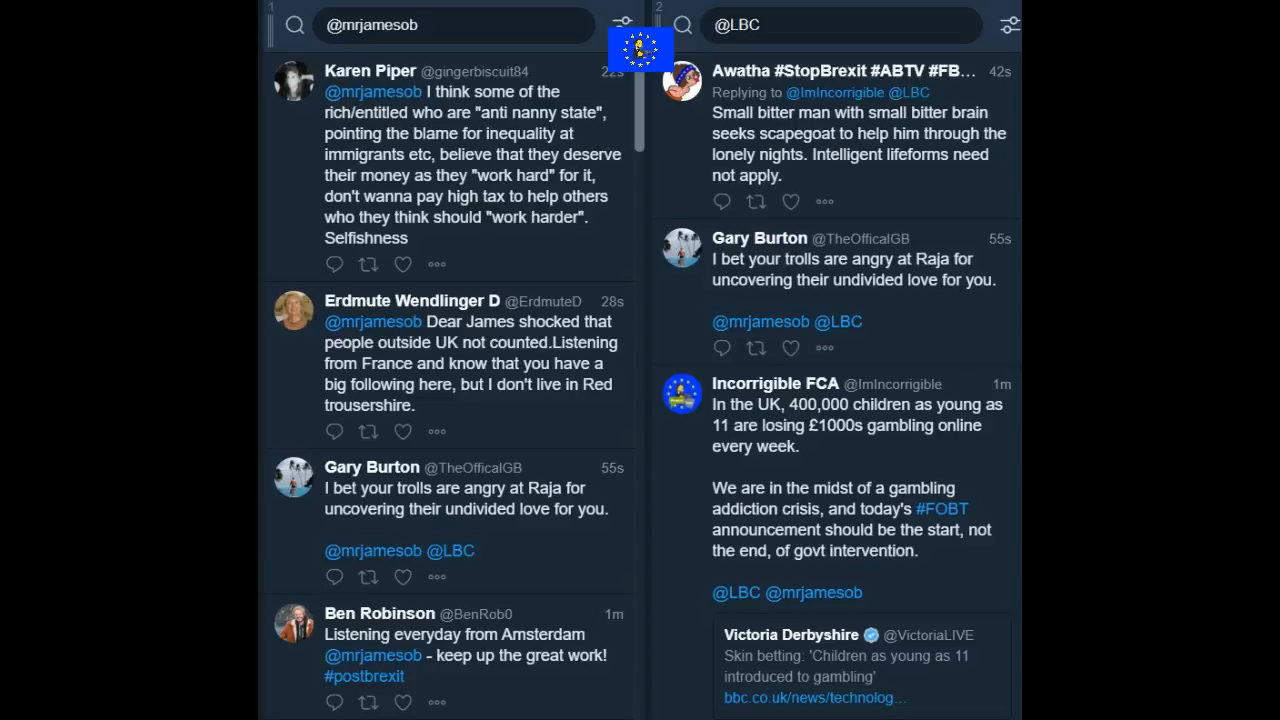 1
@mrjamesob
Karen Piper @gingerbiscuit84 22s
@mrjamesob I think some of the
rich/entitled who are "anti nanny state",
pointing the blame for inequality at
immigrants etc, believe that they deserve
their money as they "work hard" for it,
don't wanna pay high tax to help others
who they think should "work harder".
Selfishness
Erdmute Wendlinger D @ErdmuteD 28s
@mrjamesob Dear James shocked that
people outside UK not counted.Listening
from France and know that you have a
big following here, but I don't live in Red
trousershire.
Gary Burton @TheOfficalGB 55s
I bet your trolls are angry at Raja for
uncovering their undivided love for you.
@mrjamesob @LBC
Ben Robinson @BenRob0 1m
Listening everyday from Amsterdam
@mrjamesob - keep up the great work!
#postbrexit
2
@LBC
Awatha #StopBrexit #ABTV #FB... 42s
Replying to @ImIncorrigible @LBC
Small bitter man with small bitter brain
seeks scapegoat to help him through the
lonely nights. Intelligent lifeforms need
not apply.
Gary Burton @TheOfficalGB 55s
I bet your trolls are angry at Raja for
uncovering their undivided love for you.
@mrjamesob @LBC
Incorrigible FCA @ImIncorrigible 1m
In the UK, 400,000 children as young as
11 are losing £1000s gambling online
every week.
We are in the midst of a gambling
addiction crisis, and today's #FOBT
announcement should be the start, not
the end, of govt intervention.
@LBC @mrjamesob
Victoria Derbyshire @VictoriaLIVE
Skin betting: 'Children as young as 11
introduced to gambling'
bbc.co.uk/news/technolog...